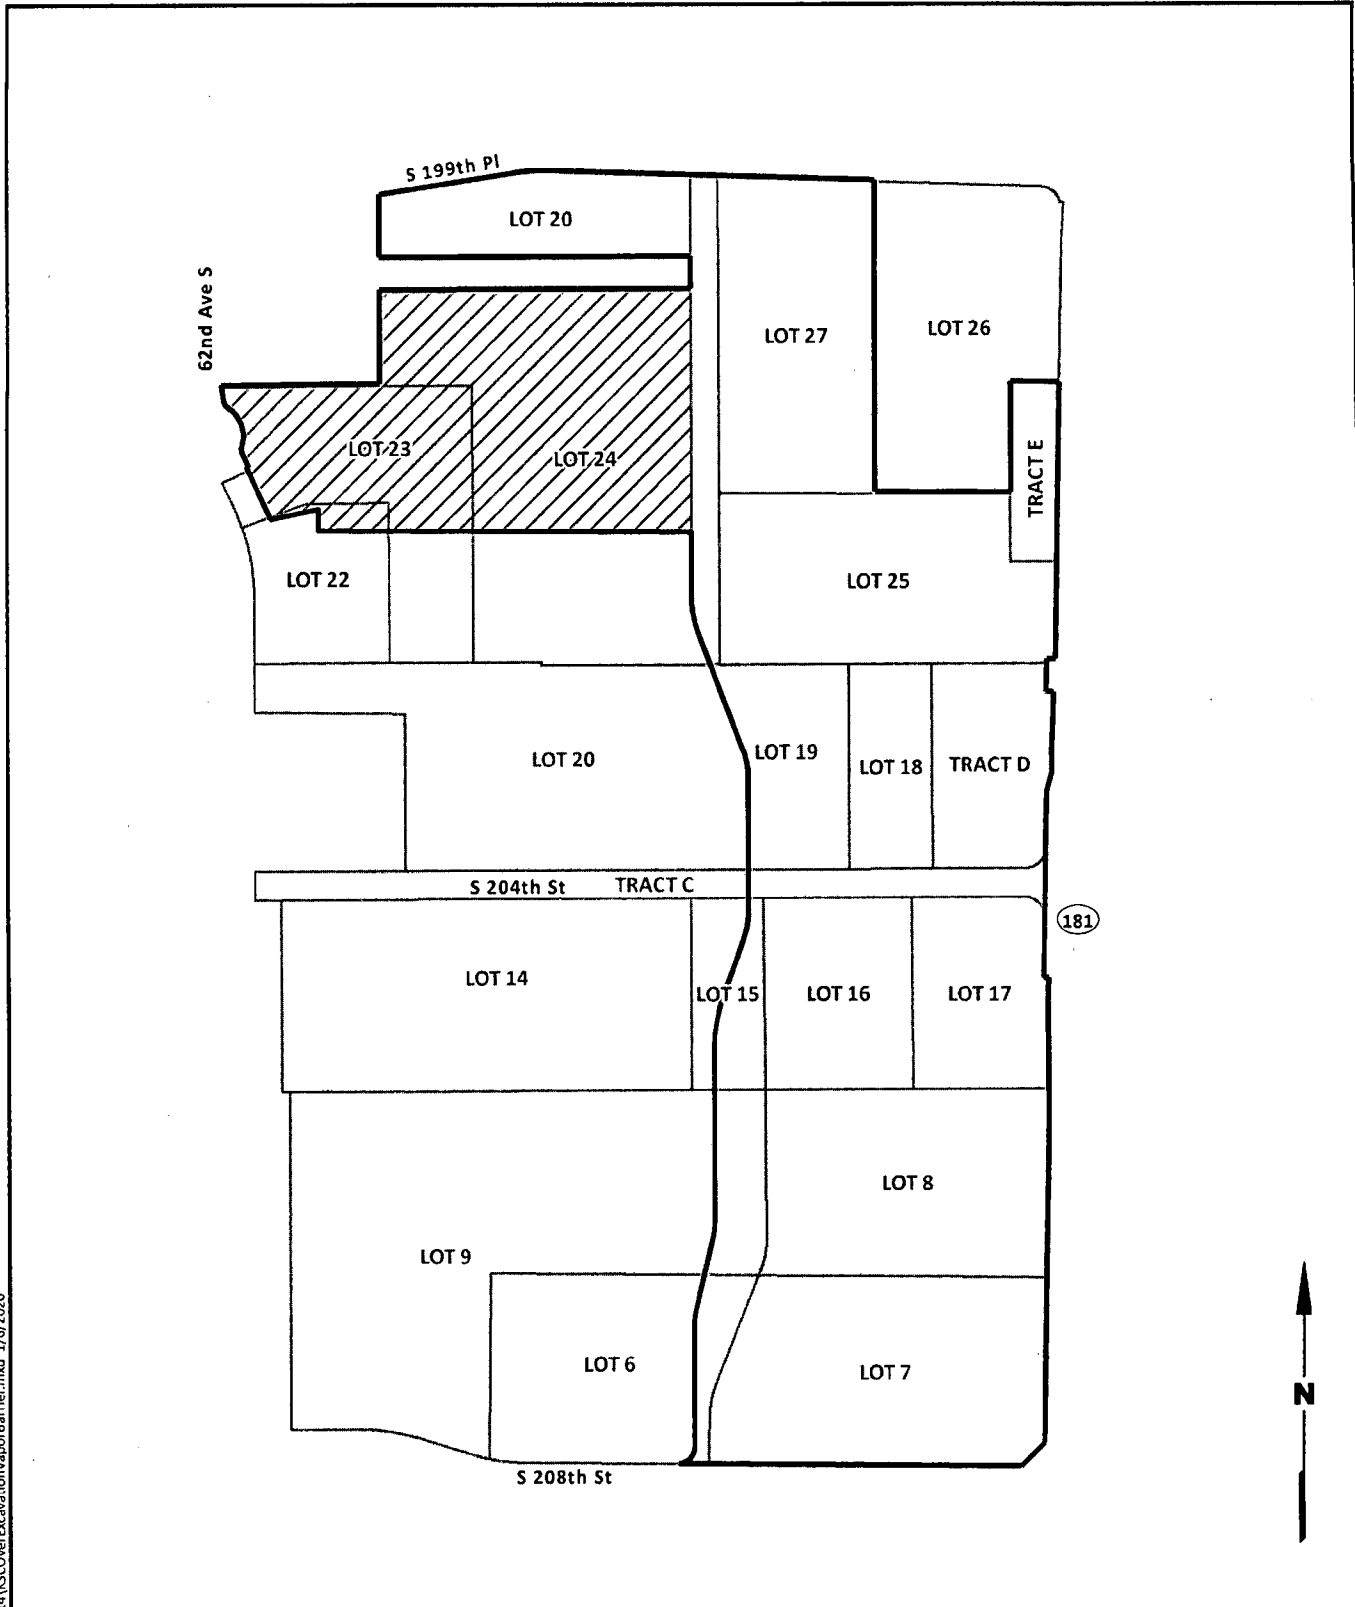 S 199th Pl
LOT 20
62nd Ave S
LOT 27
LOT 26
TRACT E
LOT 23
LOT 24
LOT 22
LOT 25
LOT 20
LOT 19
LOT 18
TRACT D
S 204th St
TRACT C
181
LOT 14
LOT 15
LOT 16
LOT 17
LOT 8
LOT 9
LOT 6
LOT 7
S 208th St
N